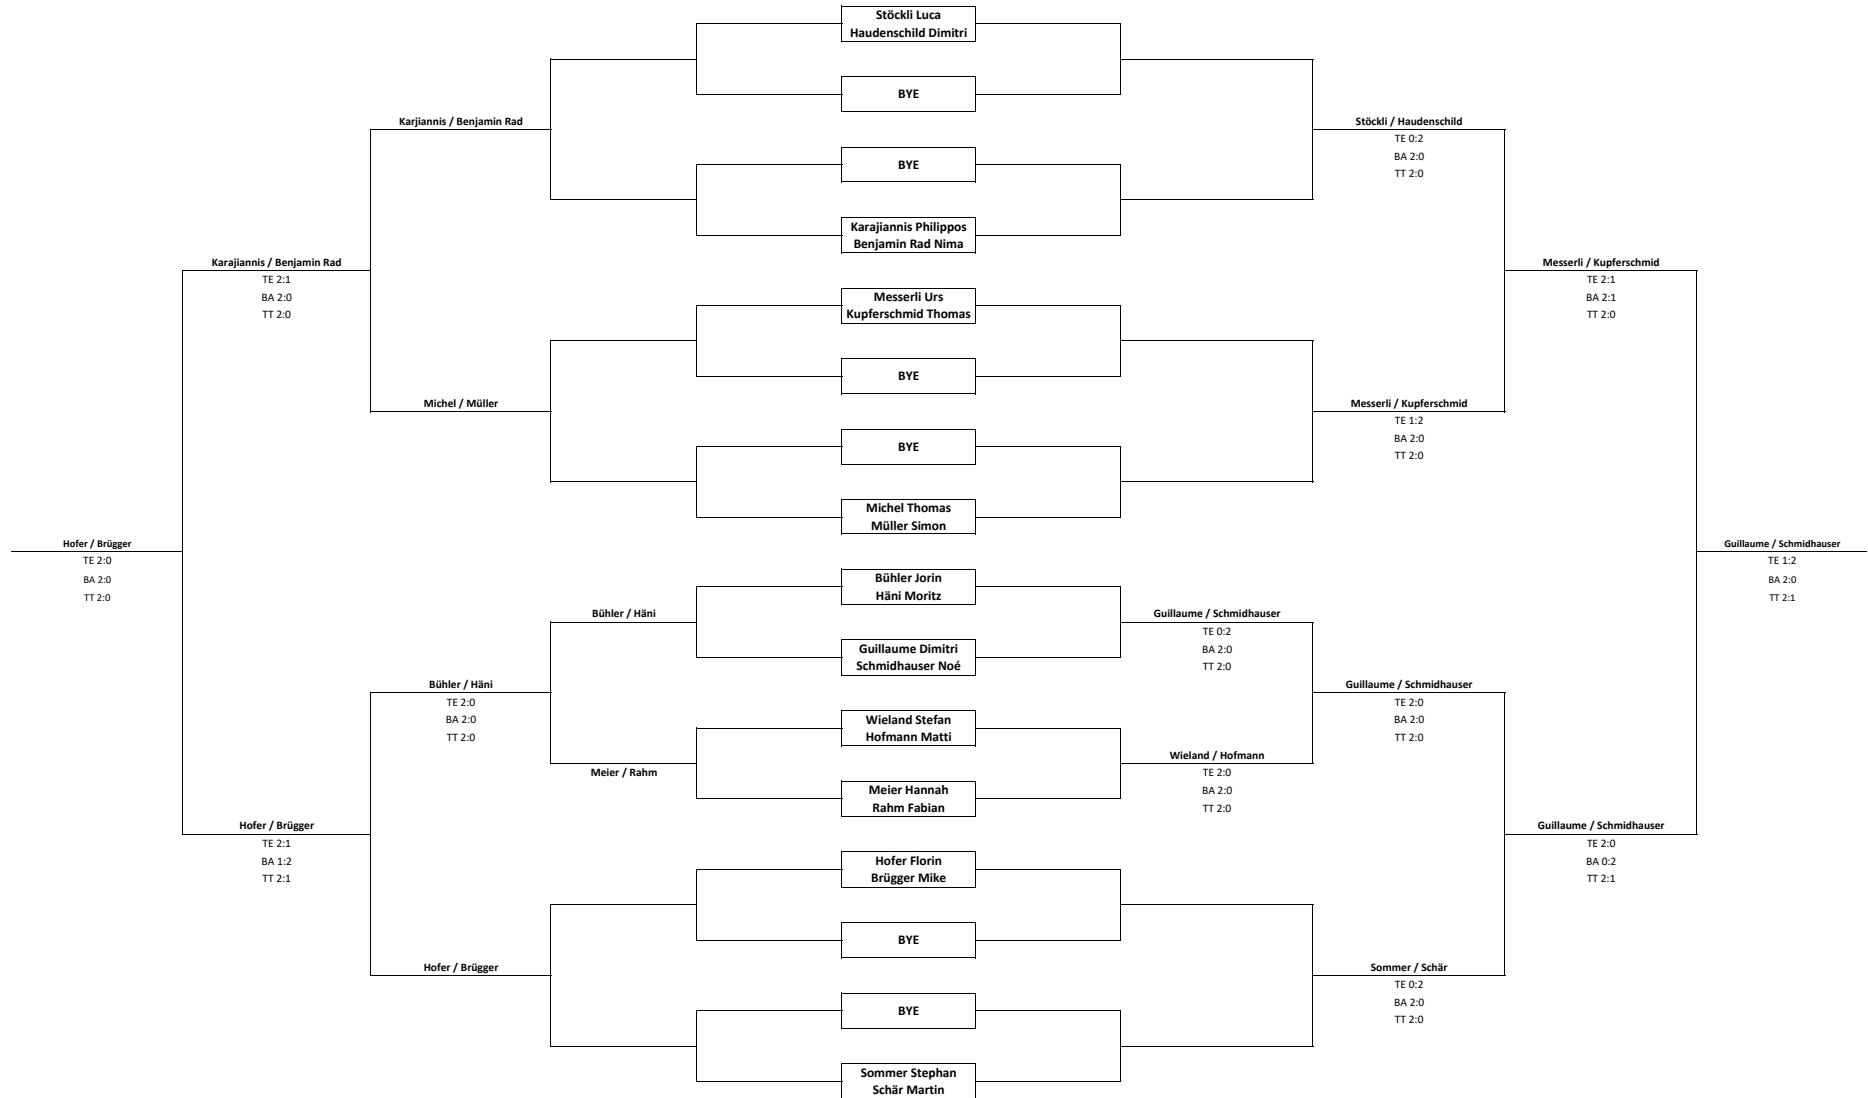 Stöckli Luca
Haudenschild Dimitri
BYE
Karjiannis / Benjamin Rad
Stöckli / Haudenschild
TE 0:2
BA 2:0
TT 2:0
BYE
Karajiannis Philippos
Benjamin Rad Nima
Karajiannis / Benjamin Rad
TE 2:1
BA 2:0
TT 2:0
Messerli / Kupferschmid
TE 2:1
BA 2:1
TT 2:0
Messerli Urs
Kupferschmid Thomas
BYE
Michel / Müller
Messerli / Kupferschmid
TE 1:2
BA 2:0
TT 2:0
BYE
Michel Thomas
Müller Simon
Hofer / Brügger
TE 2:0
BA 2:0
TT 2:0
Guillaume / Schmidhauser
TE 1:2
BA 2:0
TT 2:1
Bühler Jorin
Häni Moritz
Bühler / Häni
Guillaume / Schmidhauser
TE 0:2
BA 2:0
TT 2:0
Guillaume Dimitri
Schmidhauser Noé
Bühler / Häni
TE 2:0
BA 2:0
TT 2:0
Guillaume / Schmidhauser
TE 2:0
BA 2:0
TT 2:0
Wieland Stefan
Hofmann Matti
Meier / Rahm
Wieland / Hofmann
TE 2:0
BA 2:0
TT 2:0
Meier Hannah
Rahm Fabian
Hofer / Brügger
TE 2:1
BA 1:2
TT 2:1
Guillaume / Schmidhauser
TE 2:0
BA 0:2
TT 2:1
Hofer Florin
Brügger Mike
BYE
Hofer / Brügger
Sommer / Schär
TE 0:2
BA 2:0
TT 2:0
BYE
Sommer Stephan
Schär Martin